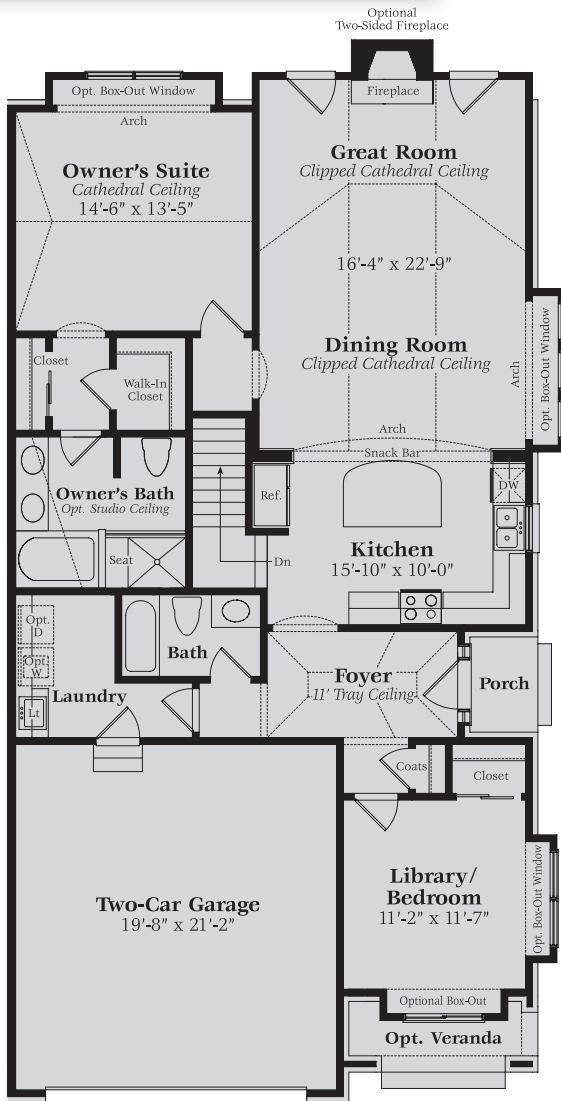 Optional
Two-Sided Fireplace
Opt. Box-Out Window
Fireplace
Arch
Owner's Suite
Cathedral Ceiling
14'-6" x 13'-5"
Great Room
Clipped Cathedral Ceiling
16'-4" x 22'-9"
Dining Room
Clipped Cathedral Ceiling
Arch
Opt. Box-Out Window
Closet
Walk-In
Closet
Arch
Snack Bar
Owner's Bath
Opt. Studio Ceiling
Ref.
DW
Kitchen
15'-10" x 10'-0"
Seat
Dn
Opt.
D
Opt.
W
Lt
Laundry
Bath
Foyer
11' Tray Ceiling
Porch
Coats
Closet
Two-Car Garage
19'-8" x 21'-2"
Library/
Bedroom
11'-2" x 11'-7"
Opt. Box-Out Window
Optional Box-Out
Opt. Veranda